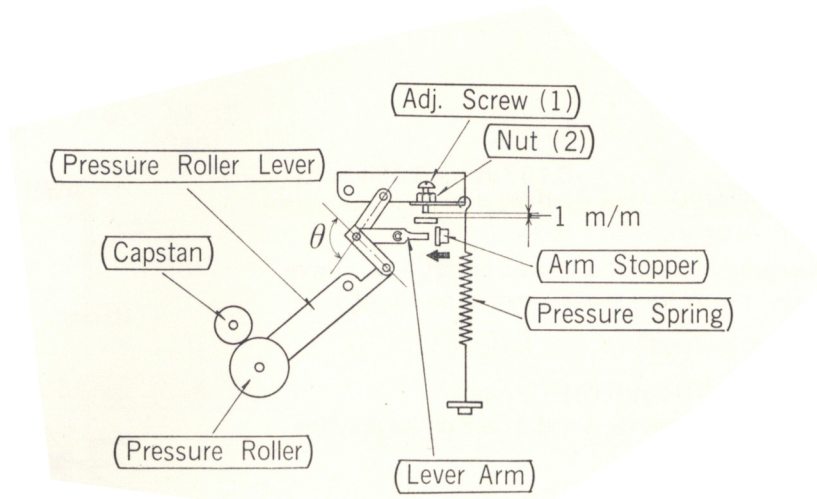 Adj. Screw (1)
Nut (2)
Pressure Roller Lever
θ
1 m/m
Capstan
Arm Stopper
Pressure Spring
Pressure Roller
Lever Arm